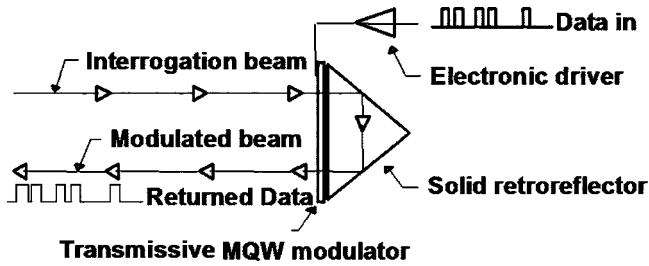 Data in
Interrogation beam
Electronic driver
Modulated beam
Solid retroreflector
Returned Data
Transmissive MQW modulator